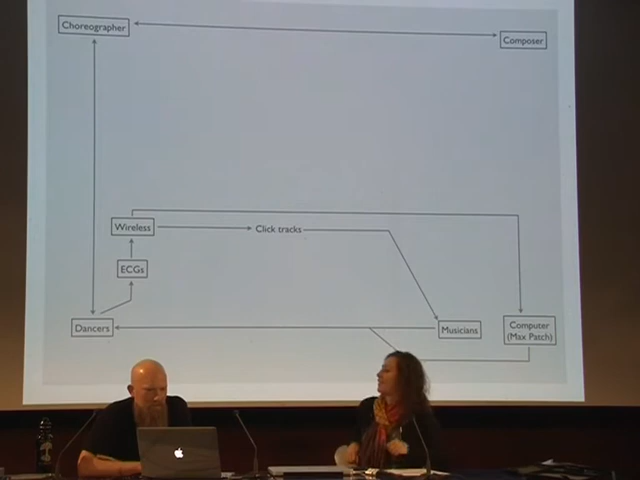 Choreographer
Composer
Wireless
Click tracks
ECGs
Dancers
Musicians
Computer
(Max Patch)